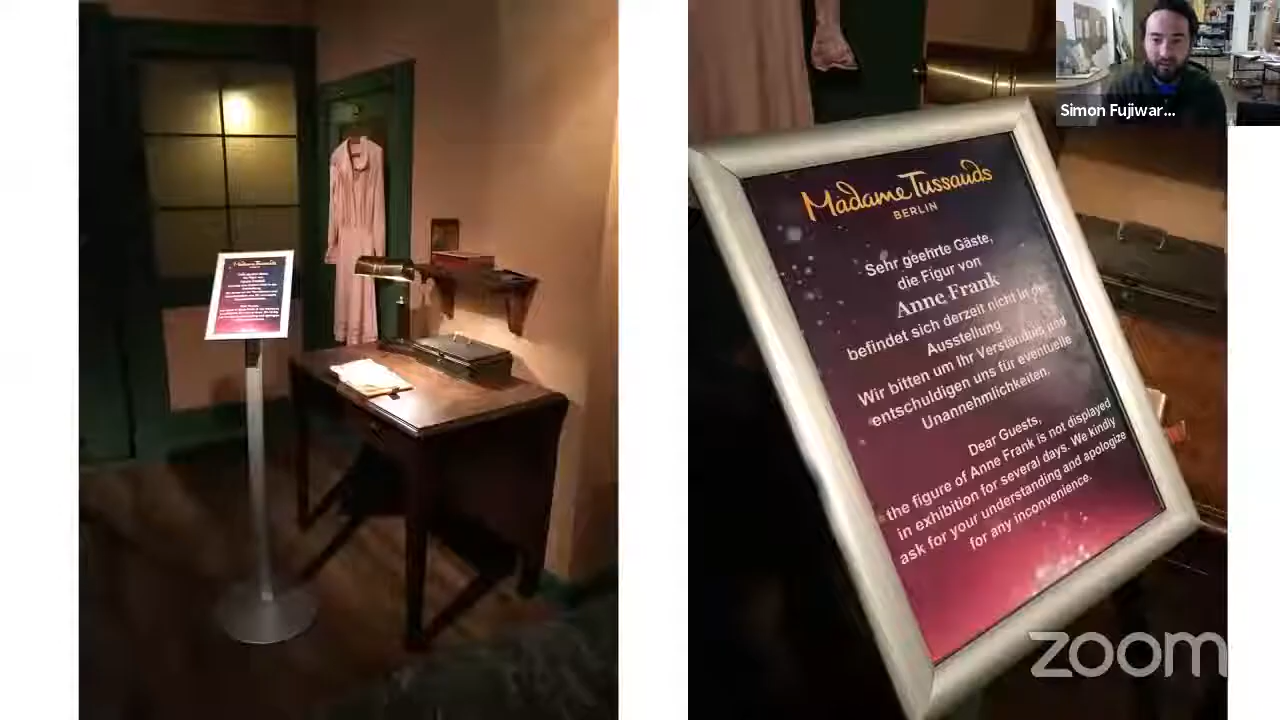 Simon Fujiwar...
Madame Tussauds
BERLIN
Sehr geehrte Gäste,
die Figur von
Anne Frank
befindet sich derzeit nicht in der
Ausstellung
Wir bitten um Ihr Verständnis und
entschuldigen uns für eventuelle
Unannehmlichkeiten.
Dear Guests,
the figure of Anne Frank is not displayed
in exhibition for several days. We kindly
ask for your understanding and apologize
for any inconvenience.
zoom